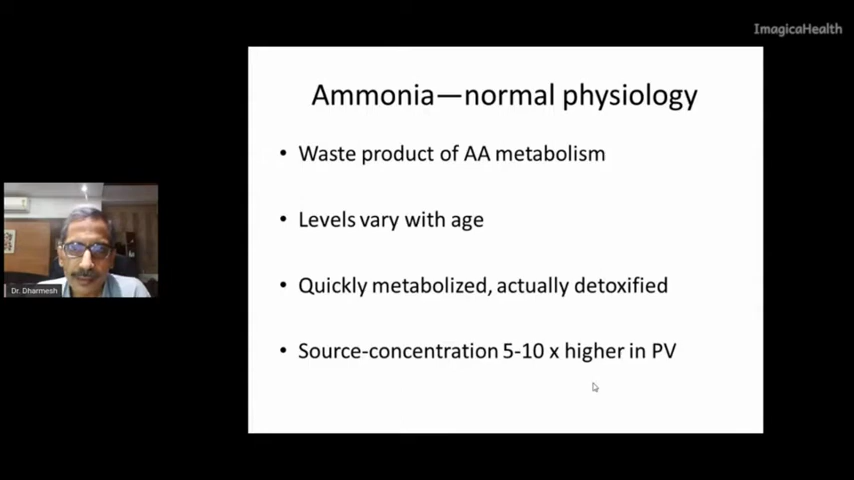 ImagicaHealth
Ammonia—normal physiology
• Waste product of AA metabolism
• Levels vary with age
• Quickly metabolized, actually detoxified
• Source-concentration 5-10 x higher in PV
Dr. Dharmesh